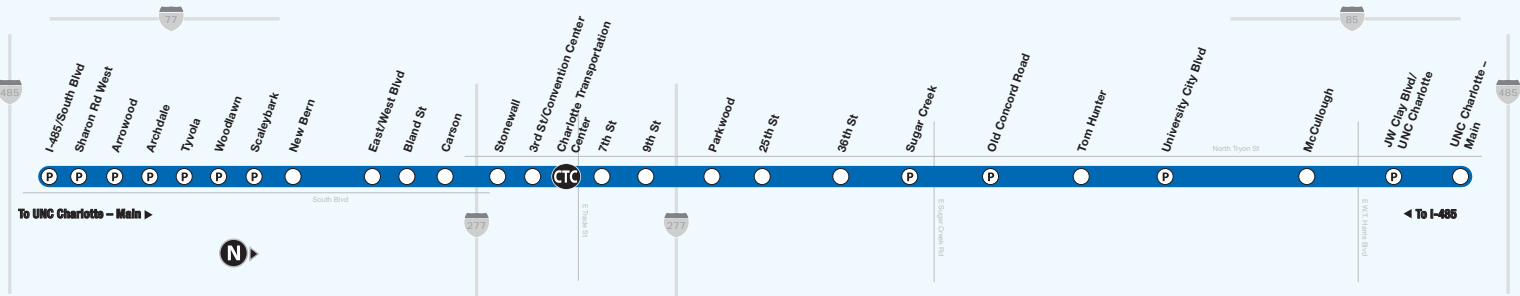 77
85
485
485
I-485/South Blvd
Sharon Rd West
Arrowood
Archdale
Tyvola
Woodlawn
Scaleybark
New Bern
East/West Blvd
Bland St
Carson
Stonewall
3rd St/Convention Center
Charlotte Transportation
Center
7th St
9th St
Parkwood
25th St
36th St
Sugar Creek
Old Concord Road
Tom Hunter
University City Blvd
McCullough
JW Clay Blvd/
UNC Charlotte
UNC Charlotte –
Main
North Tryon St
P
P
P
P
P
P
P
CTC
P
P
P
P
South Blvd
To UNC Charlotte – Main
277
E Trade St
277
E Sugar Creek Rd
E W.T. Harris Blvd
To I-485
N